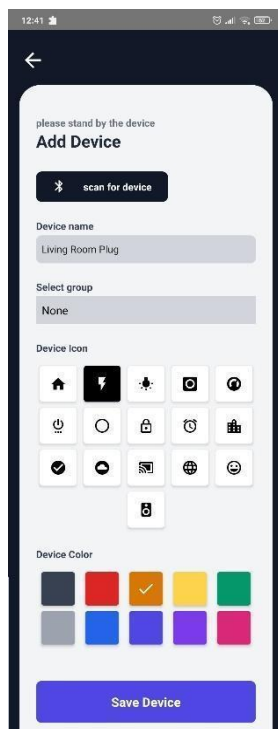 12:41
please stand by the device
Add Device
scan for device
Device name
Living Room Plug
Select group
None
Device Icon
Device Color
Save Device